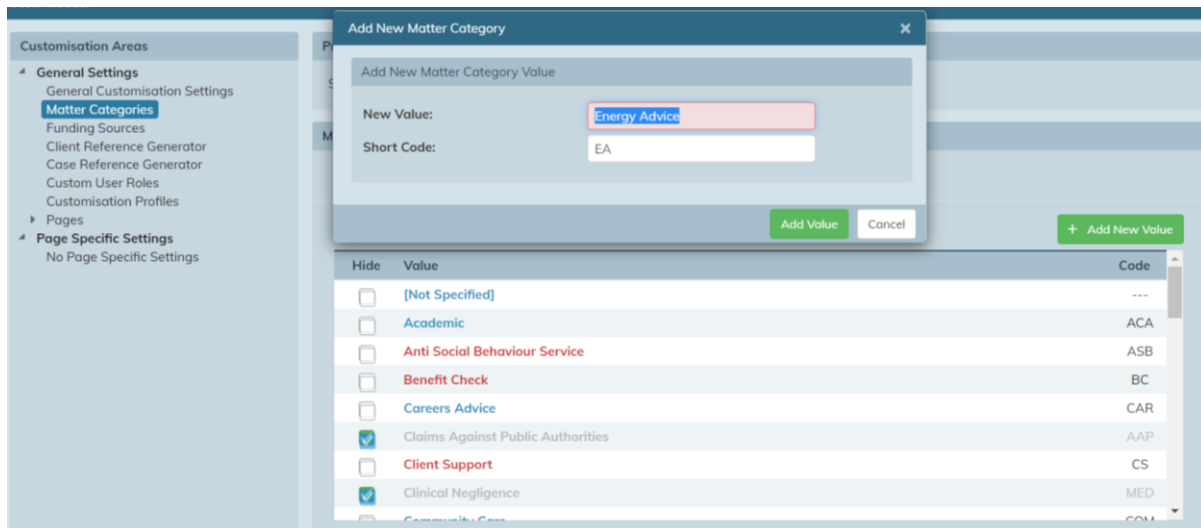 Customisation Areas
General Settings
General Customisation Settings
Matter Categories
Funding Sources
Client Reference Generator
Case Reference Generator
Custom User Roles
Customisation Profiles
Pages
Page Specific Settings
No Page Specific Settings
Add New Matter Category
Add New Matter Category Value
New Value: Energy Advice
Short Code: EA
Add Value Cancel
+ Add New Value
Hide Value Code
[Not Specified] ---
Academic ACA
Anti Social Behaviour Service ASB
Benefit Check BC
Careers Advice CAR
Claims Against Public Authorities AAP
Client Support CS
Clinical Negligence MED
Community Care COM